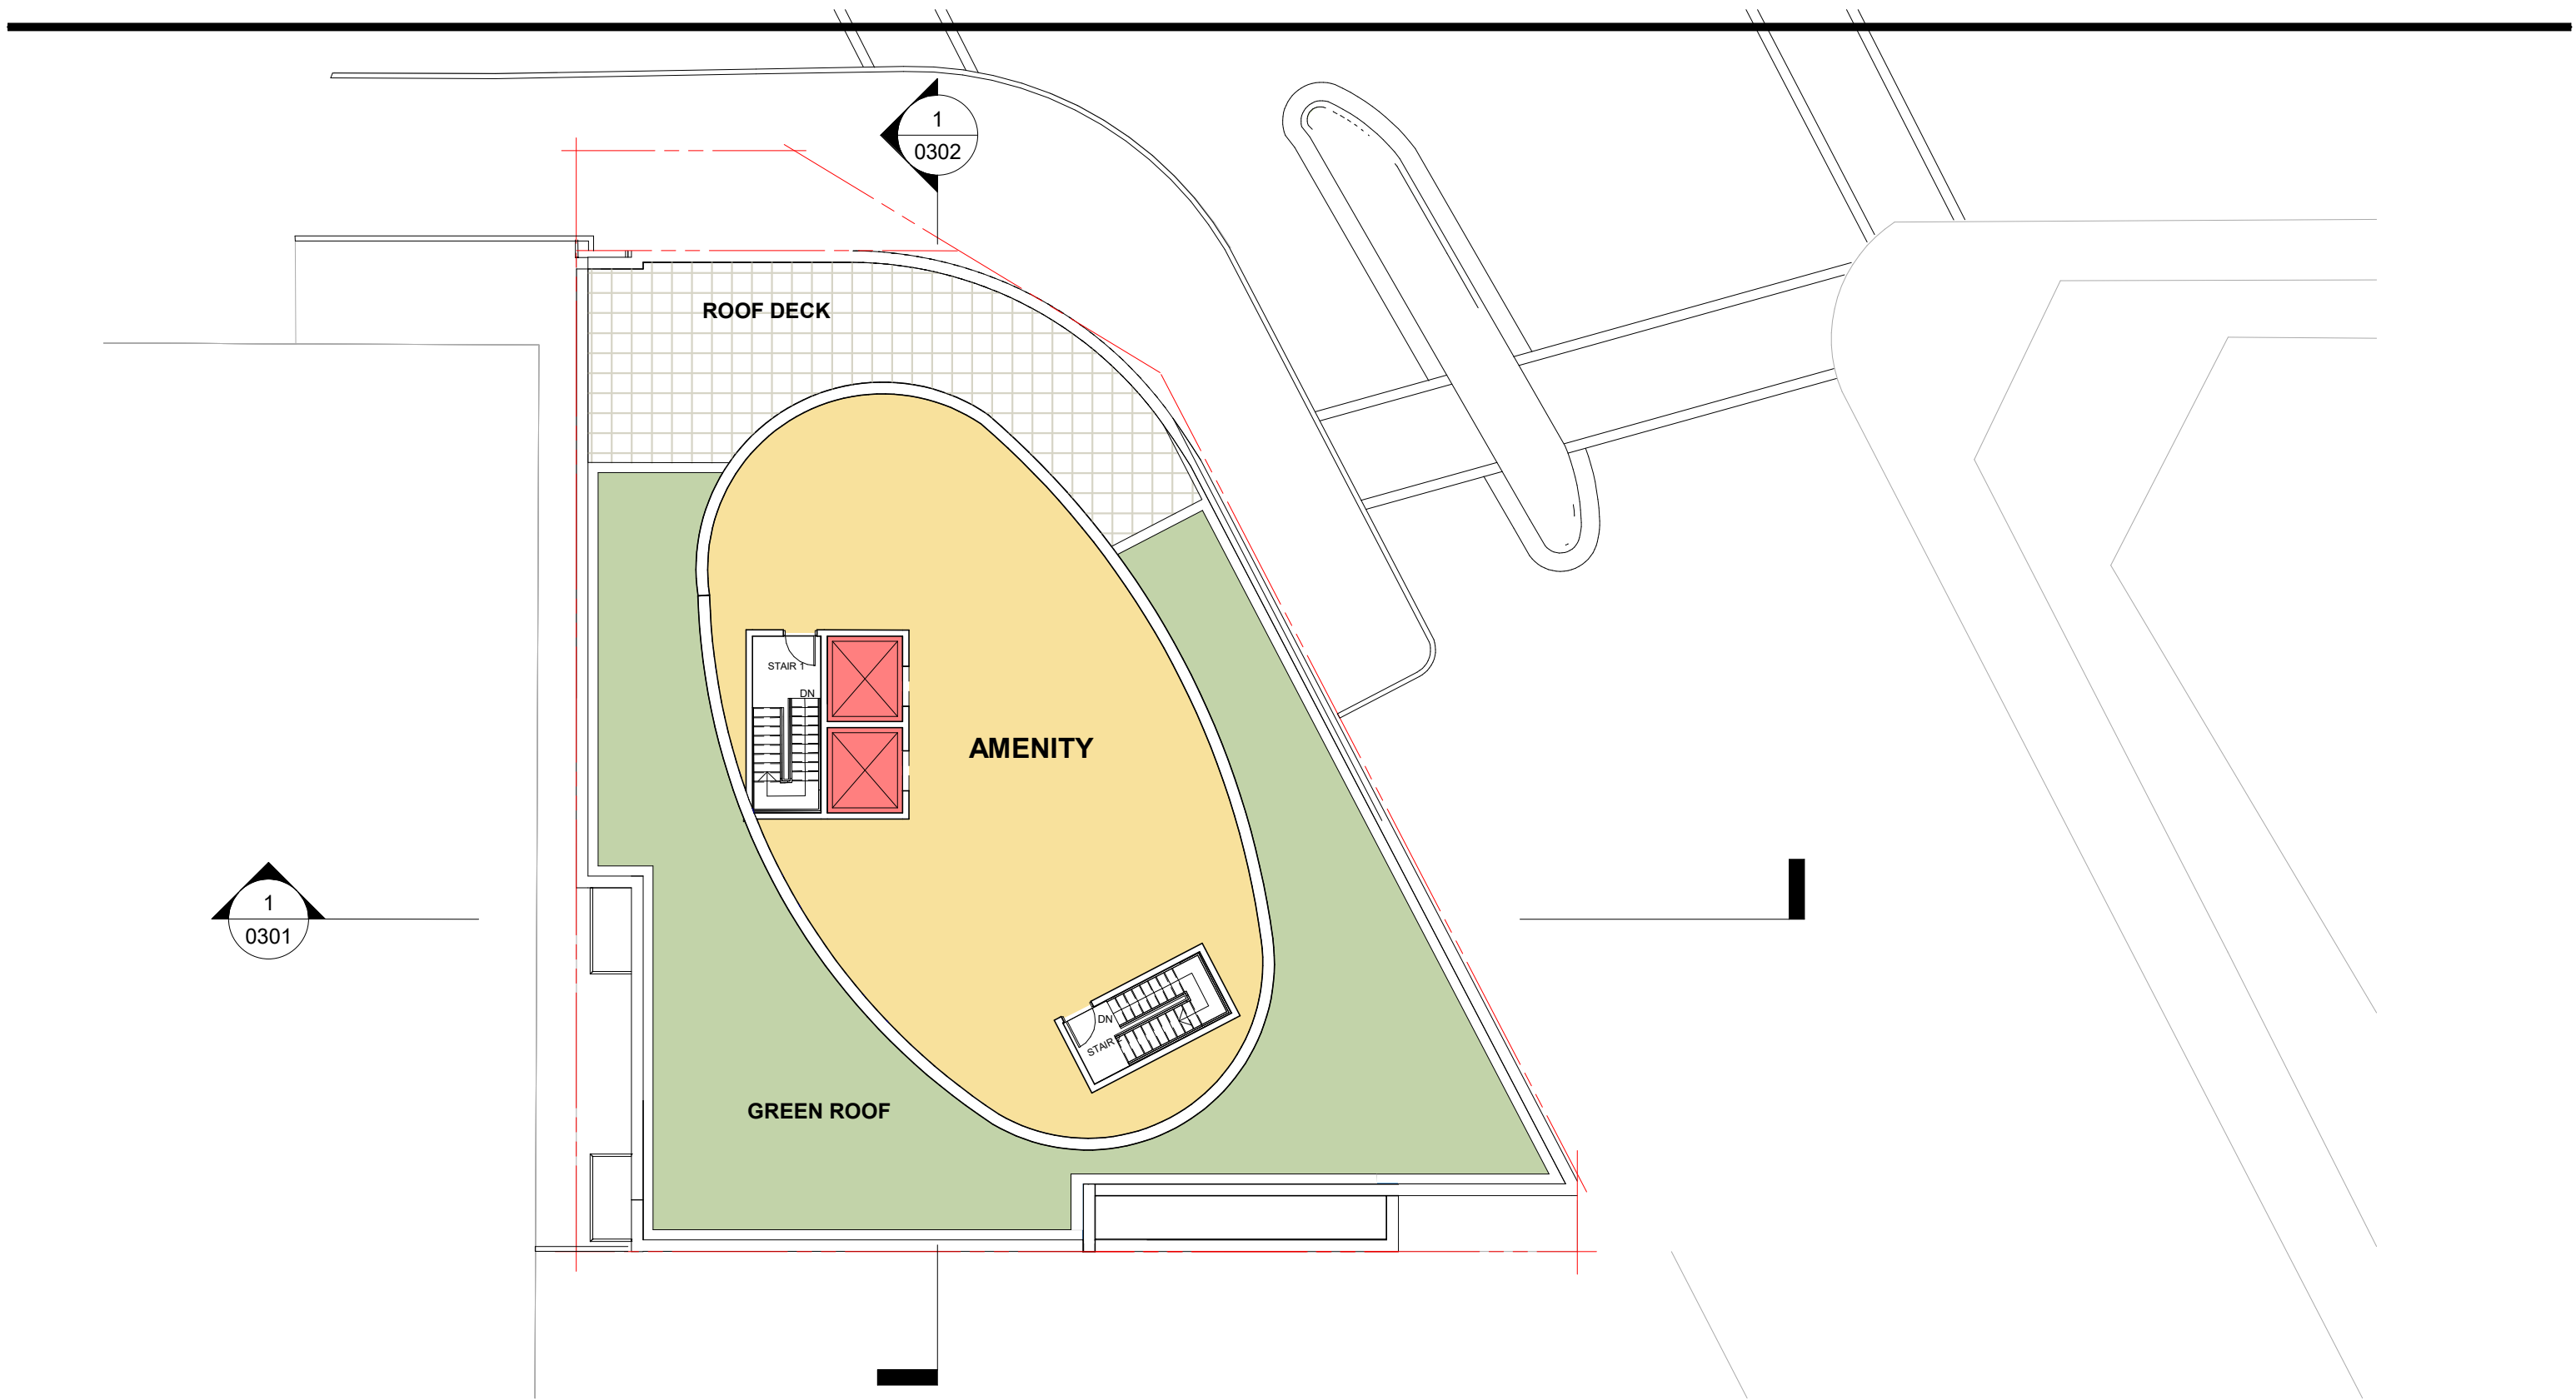 1
0302
ROOF DECK
STAIR 1
DN
AMENITY
1
0301
DN
STAIR
GREEN ROOF